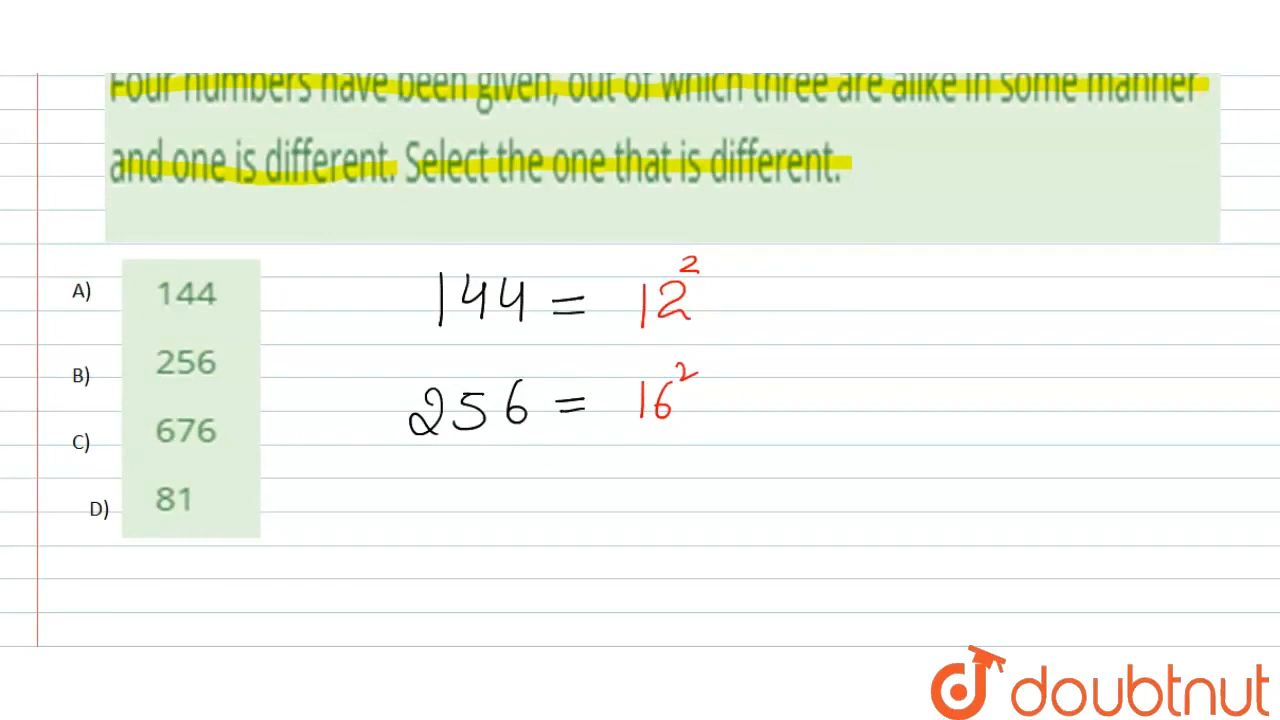 Four numbers have been given, out of which three are alike in some manner
and one is different. Select the one that is different.
A) 144
B) 256
C) 676
D) 81
144 = 12²
256 = 16²
doubtnut